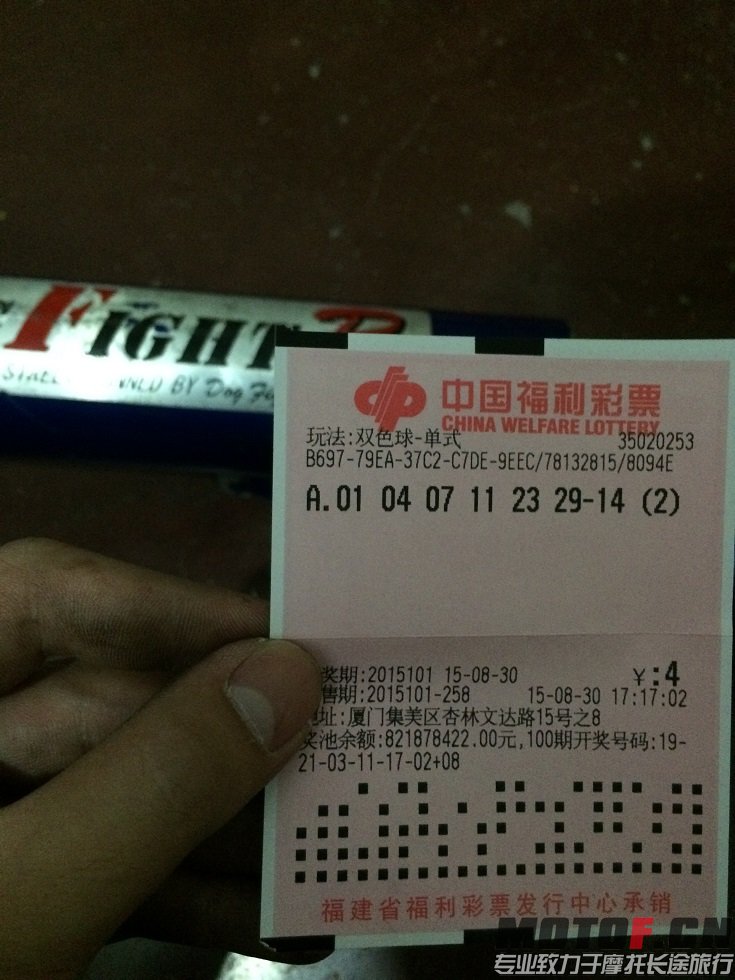 FIGHT
BY Dog
中国福利彩票
CHINA WELFARE LOTTERY
玩法:双色球-单式 35020253
B697-79EA-37C2-C7DE-9EEC/78132815/8094E
A.01 04 07 11 23 29-14 (2)
奖期:2015101 15-08-30 ¥:4
售期:2015101-258 15-08-30 17:17:02
地址:厦门集美区杏林文达路15号之8
奖池余额:821878422.00元,100期开奖号码:19-
21-03-11-17-02+08
福建省福利彩票发行中心承销
MOTOF.CN
专业致力于摩托长途旅行